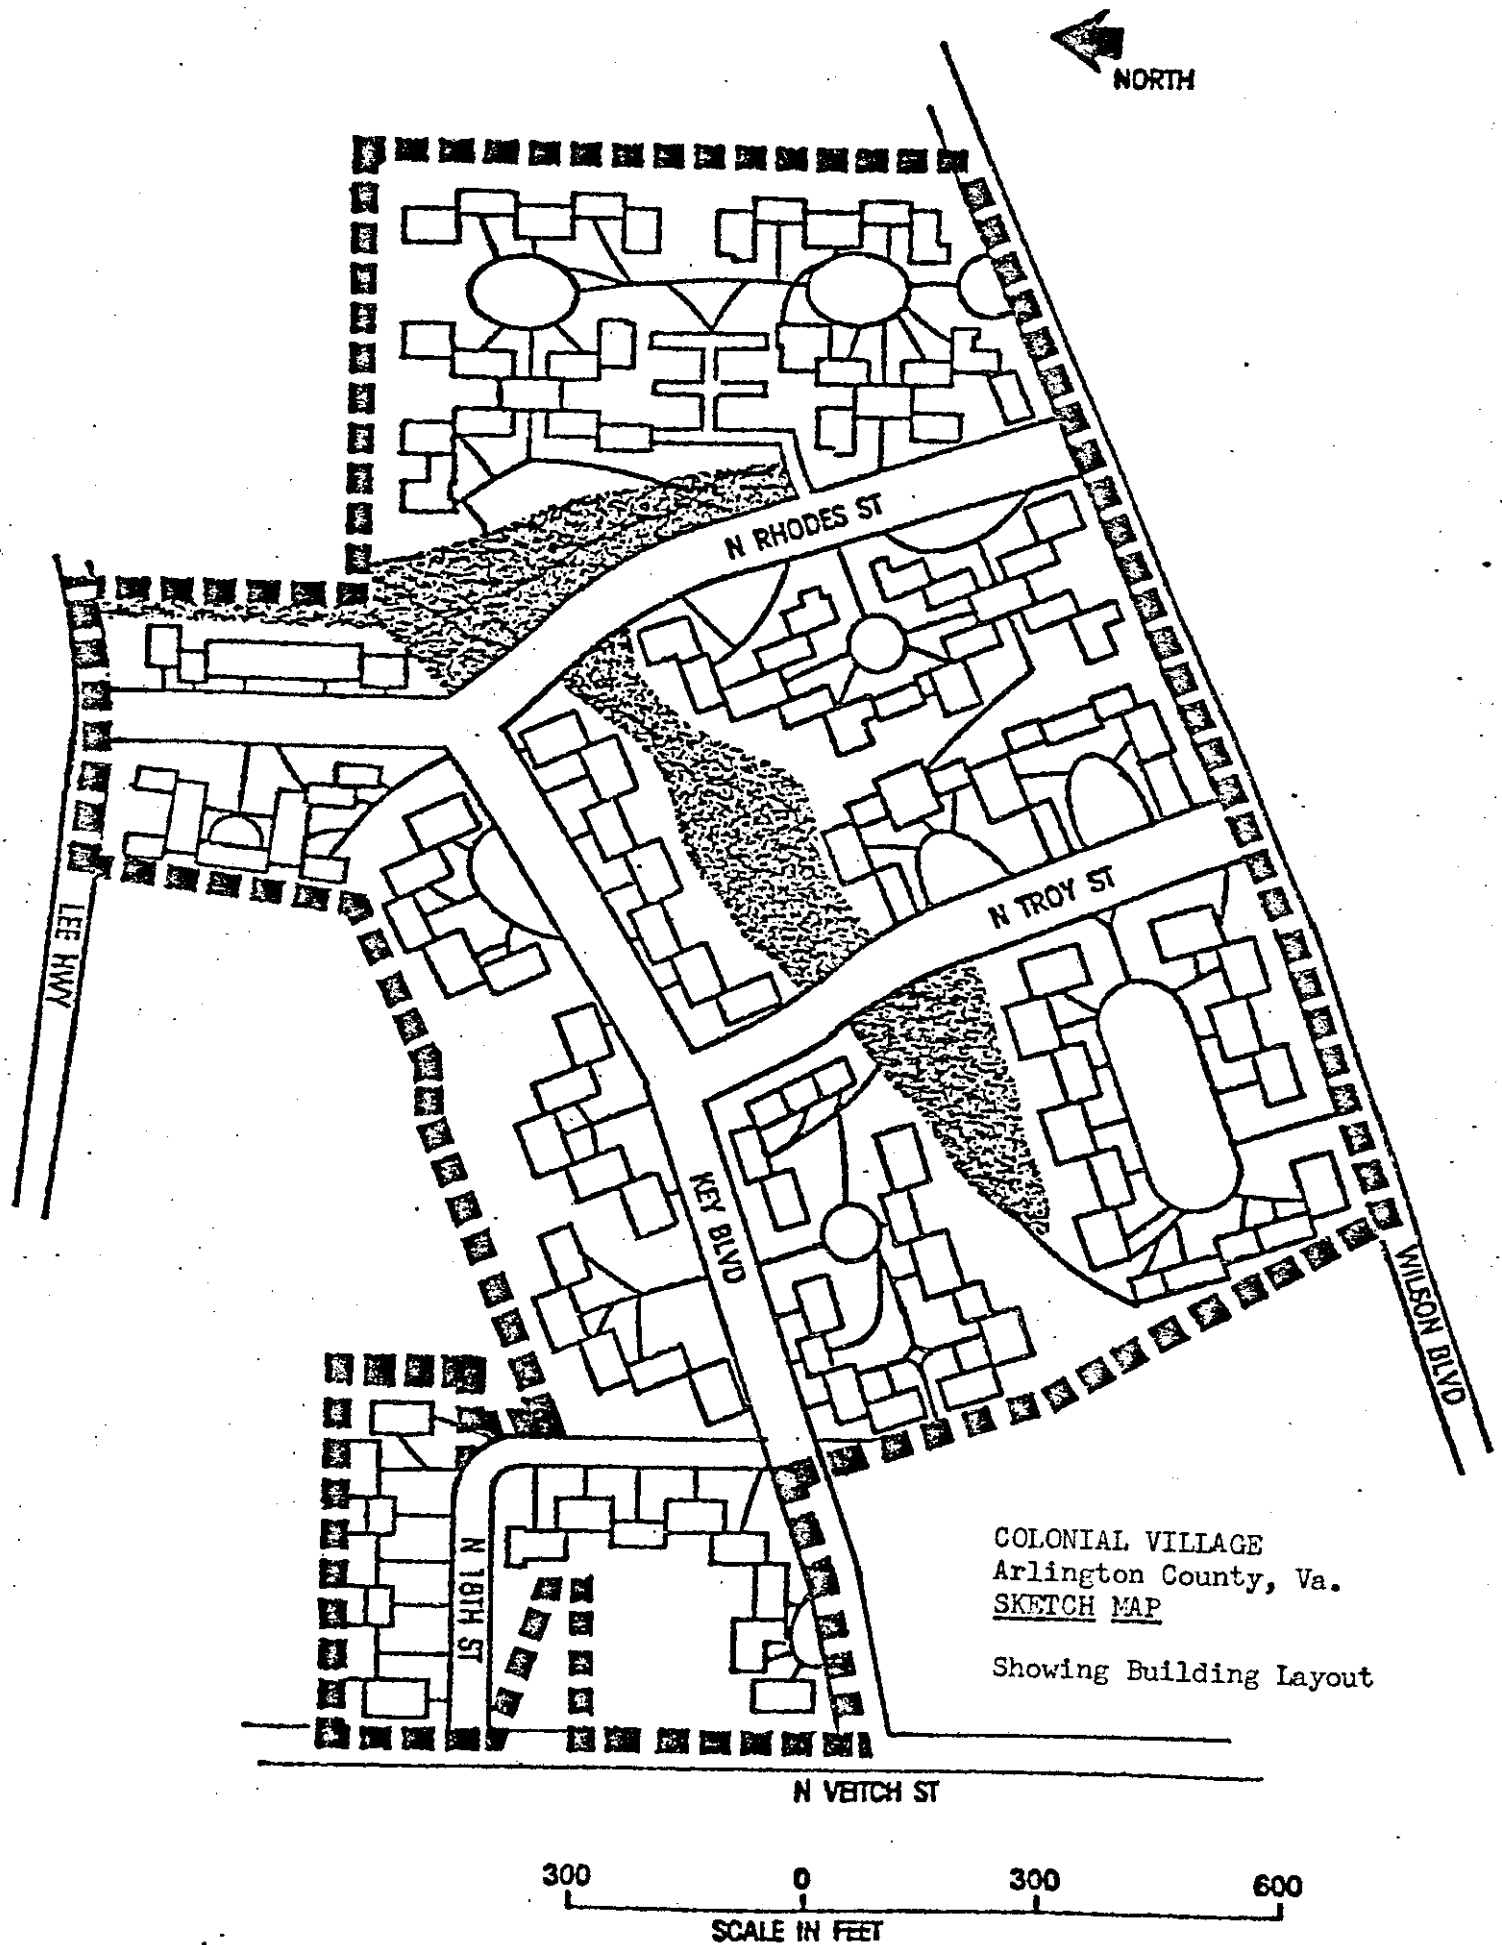 NORTH
N RHODES ST
N TROY ST
LEE HWY
KEY BLVD
WILSON BLVD
N 18TH ST
COLONIAL VILLAGE
Arlington County, Va.
SKETCH MAP
Showing Building Layout
N VEITCH ST
300 0 300 600
SCALE IN FEET